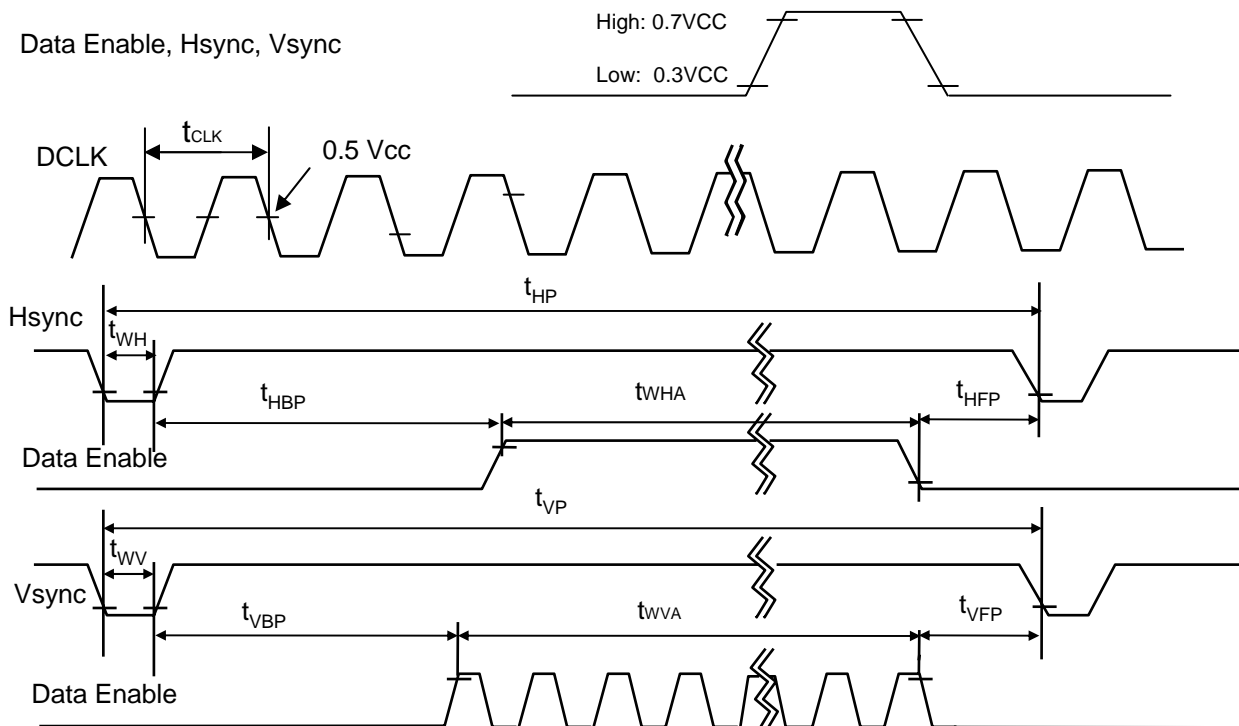 High: 0.7VCC
Data Enable, Hsync, Vsync
Low: 0.3VCC
tCLK
DCLK
0.5 Vcc
tHP
Hsync
tWH
tHBP
tWHA
tHFP
Data Enable
tVP
tWV
Vsync
tVBP
tWVA
tVFP
Data Enable